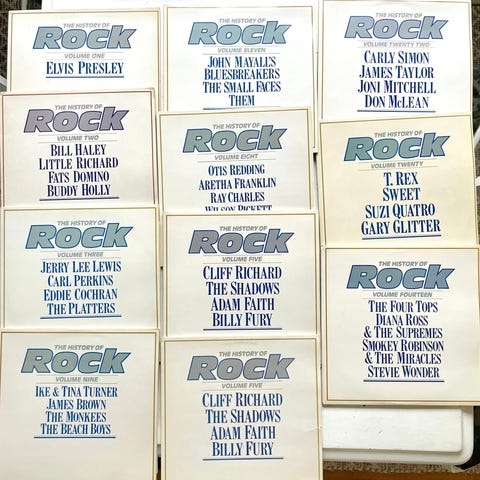 THE HISTORY OF
Rock
VOLUME ONE
ELVIS PRESLEY
THE HISTORY OF
Rock
VOLUME TWO
BILL HALEY
LITTLE RICHARD
FATS DOMINO
BUDDY HOLLY
THE HISTORY OF
Rock
VOLUME THREE
JERRY LEE LEWIS
CARL PERKINS
EDDIE COCHRAN
THE PLATTERS
THE HISTORY OF
Rock
VOLUME NINE
IKE & TINA TURNER
JAMES BROWN
THE MONKEES
THE BEACH BOYS
THE HISTORY OF
Rock
VOLUME ELEVEN
JOHN MAYALL'S
BLUESBREAKERS
THE SMALL FACES
THEM
THE HISTORY OF
Rock
VOLUME EIGHT
OTIS REDDING
ARETHA FRANKLIN
RAY CHARLES
WILSON PICKETT
THE HISTORY OF
Rock
VOLUME FIVE
CLIFF RICHARD
THE SHADOWS
ADAM FAITH
BILLY FURY
THE HISTORY OF
Rock
VOLUME FIVE
CLIFF RICHARD
THE SHADOWS
ADAM FAITH
BILLY FURY
THE HISTORY OF
Rock
VOLUME TWENTY TWO
CARLY SIMON
JAMES TAYLOR
JONI MITCHELL
DON MCLEAN
THE HISTORY OF
Rock
VOLUME TWENTY
T. REX
SWEET
SUZI QUATRO
GARY GLITTER
THE HISTORY OF
Rock
VOLUME FOURTEEN
THE FOUR TOPS
DIANA ROSS
& THE SUPREMES
SMOKEY ROBINSON
& THE MIRACLES
STEVIE WONDER